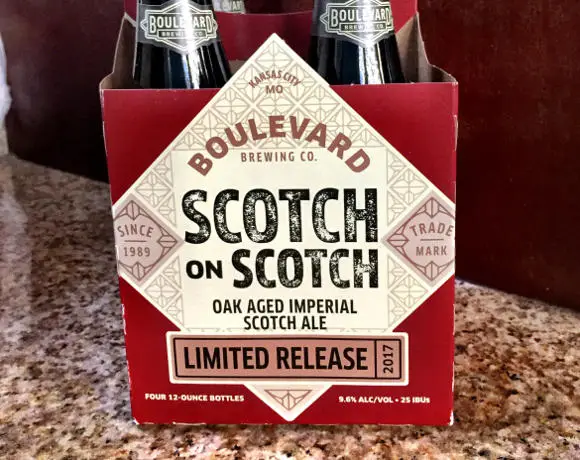 BOULEVARD
BREWING CO.
BOULEVARD
BREWING CO.
KANSAS CITY
MO
BOULEVARD
BREWING CO.
SCOTCH
ON SCOTCH
SINCE
1989
TRADE
MARK
OAK AGED IMPERIAL
SCOTCH ALE
LIMITED RELEASE
2017
FOUR 12-OUNCE BOTTLES
9.6% ALC/VOL • 25 IBUs